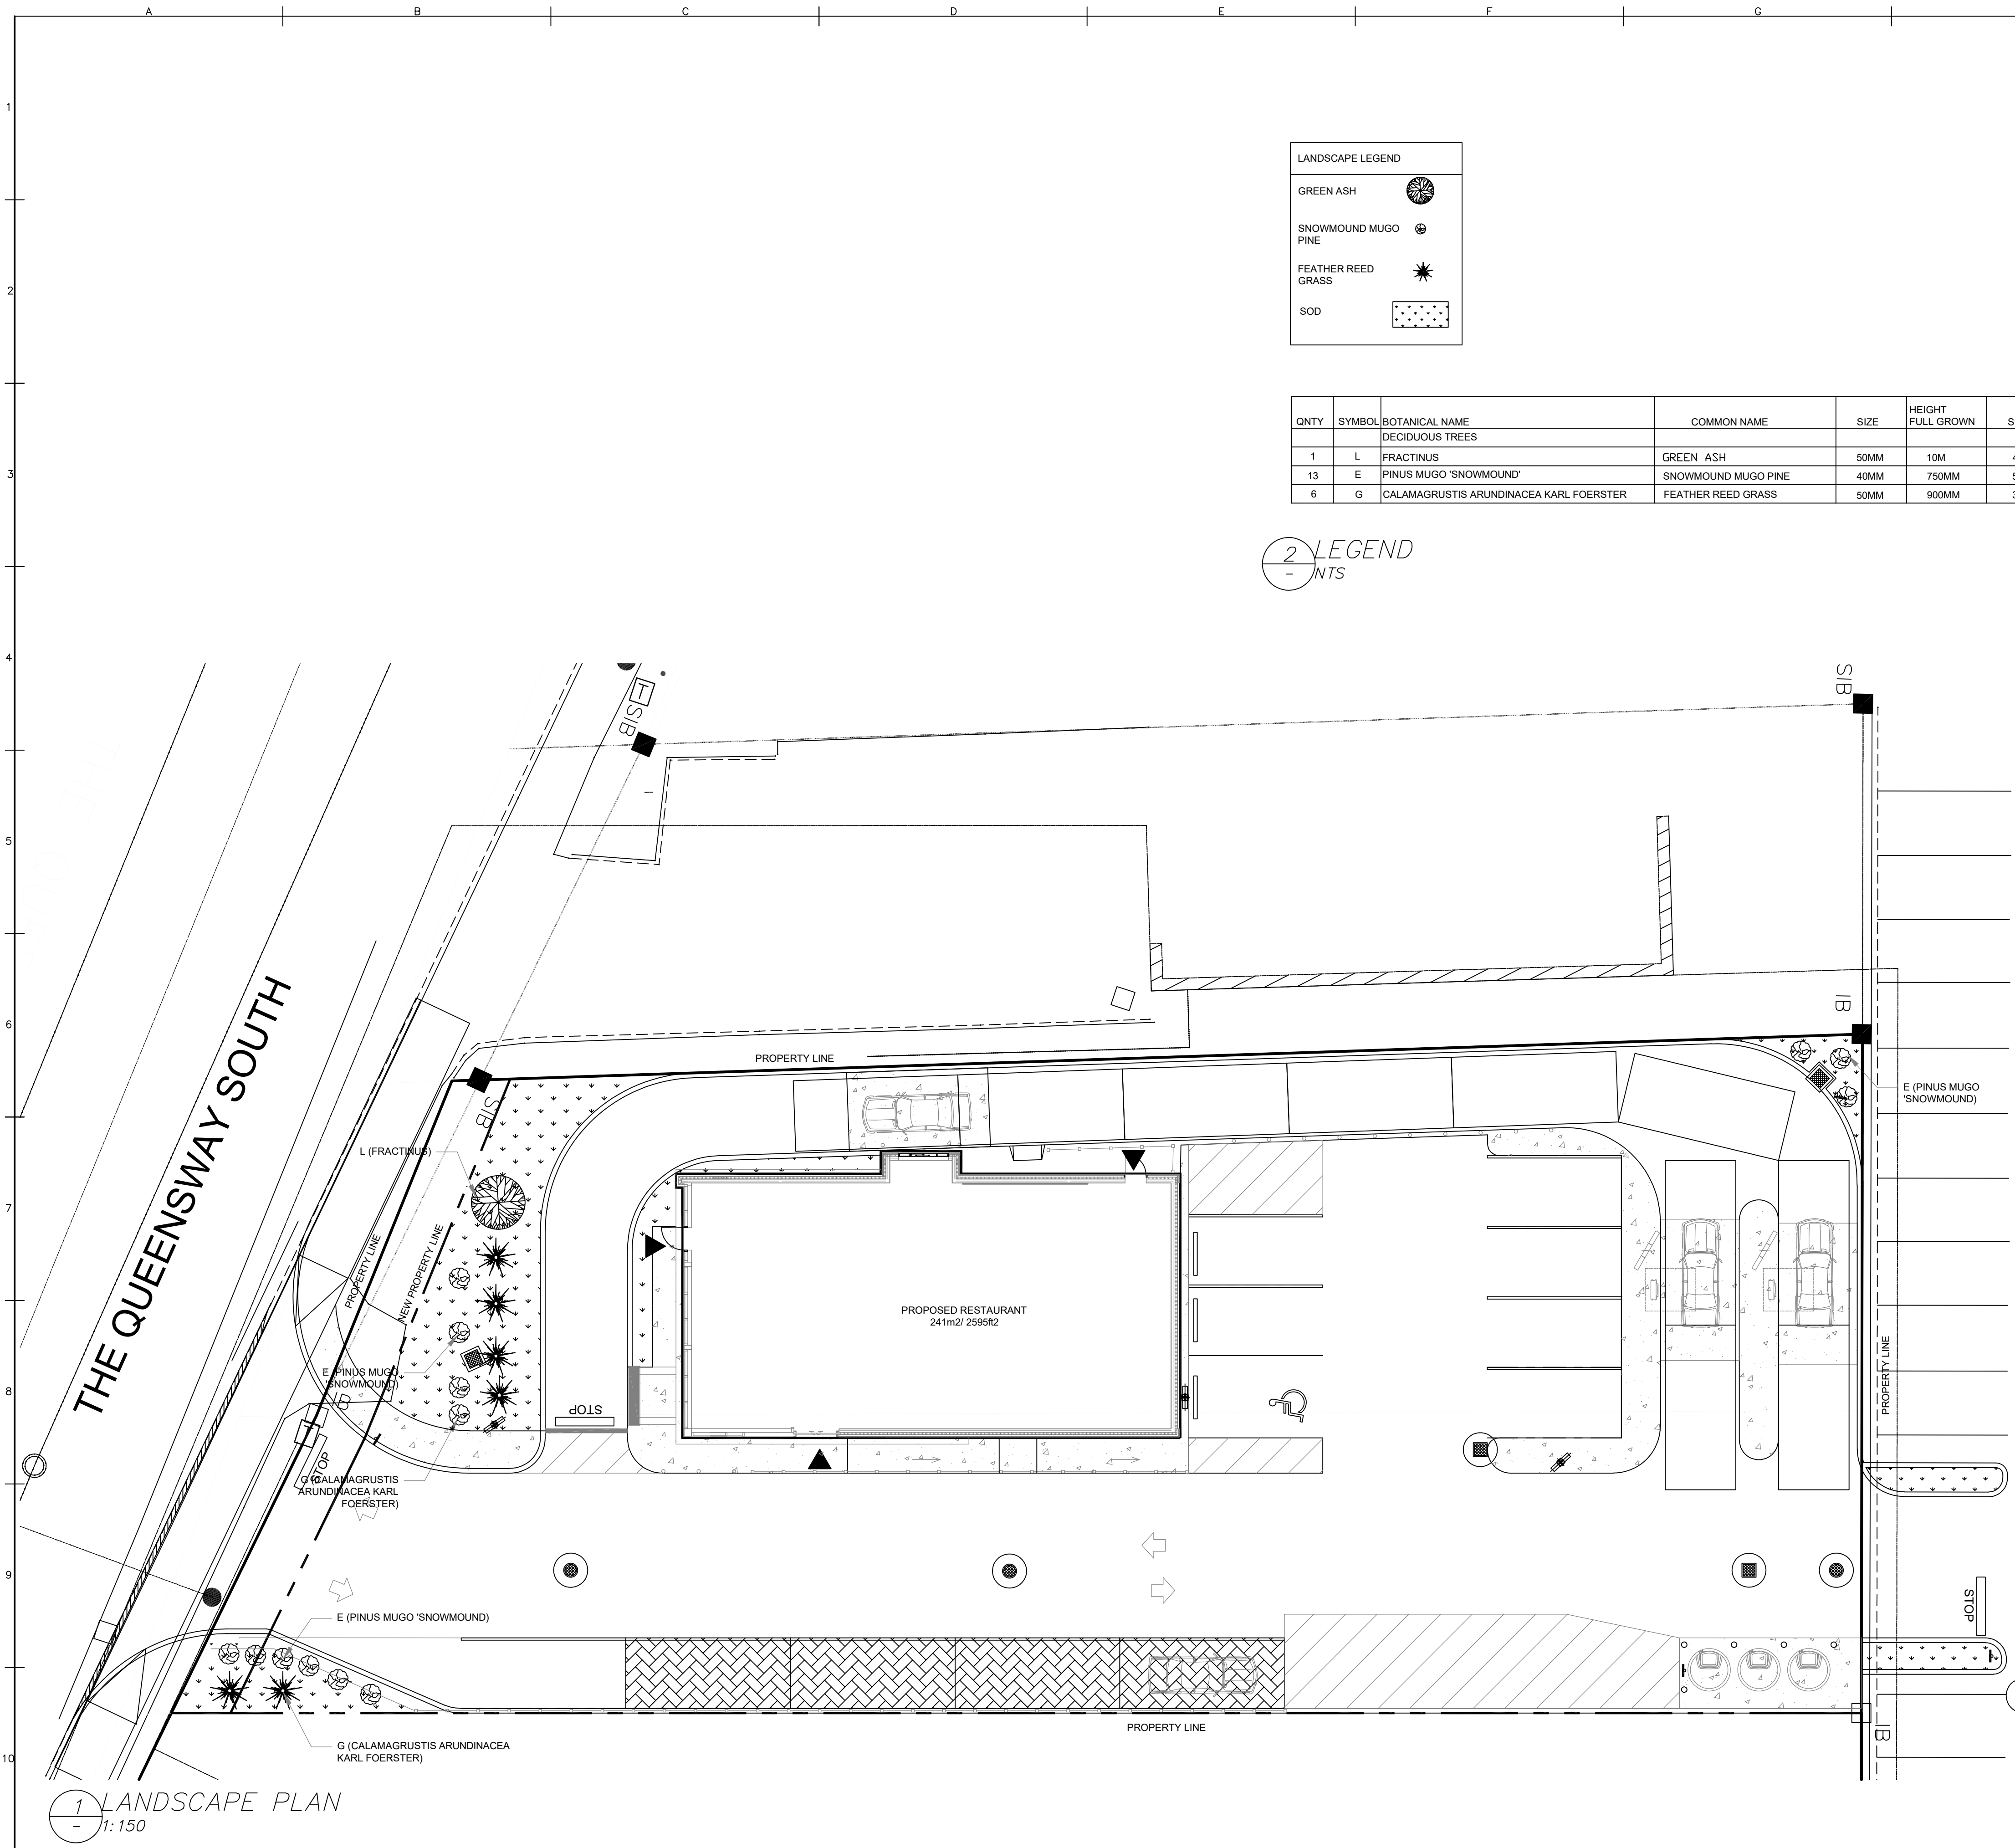 A B C D E F G
1
2
3
4
5
6
7
8
9
10
LANDSCAPE LEGEND
GREEN ASH
SNOWMOUND MUGO
PINE
FEATHER REED
GRASS
SOD
QNTY SYMBOL BOTANICAL NAME COMMON NAME SIZE HEIGHT
FULL GROWN S
DECIDUOUS TREES
1 L FRACTINUS GREEN ASH 50MM 10M 4
13 E PINUS MUGO 'SNOWMOUND' SNOWMOUND MUGO PINE 40MM 750MM 5
6 G CALAMAGRUSTIS ARUNDINACEA KARL FOERSTER FEATHER REED GRASS 50MM 900MM 3
2 LEGEND
- NTS
THE QUEENSWAY SOUTH
T
SIB
SIB
IB
SIB
PROPERTY LINE
E (PINUS MUGO
'SNOWMOUND)
L (FRACTINUS)
PROPERTY LINE
NEW PROPERTY LINE
PROPOSED RESTAURANT
241m2/ 2595ft2
E (PINUS MUGO
'SNOWMOUND)
IB
T
STOP
STOP
G (CALAMAGRUSTIS
ARUNDINACEA KARL
FOERSTER)
PROPERTY LINE
STOP
E (PINUS MUGO 'SNOWMOUND)
PROPERTY LINE
IB
G (CALAMAGRUSTIS ARUNDINACEA
KARL FOERSTER)
1 LANDSCAPE PLAN
- 1:150